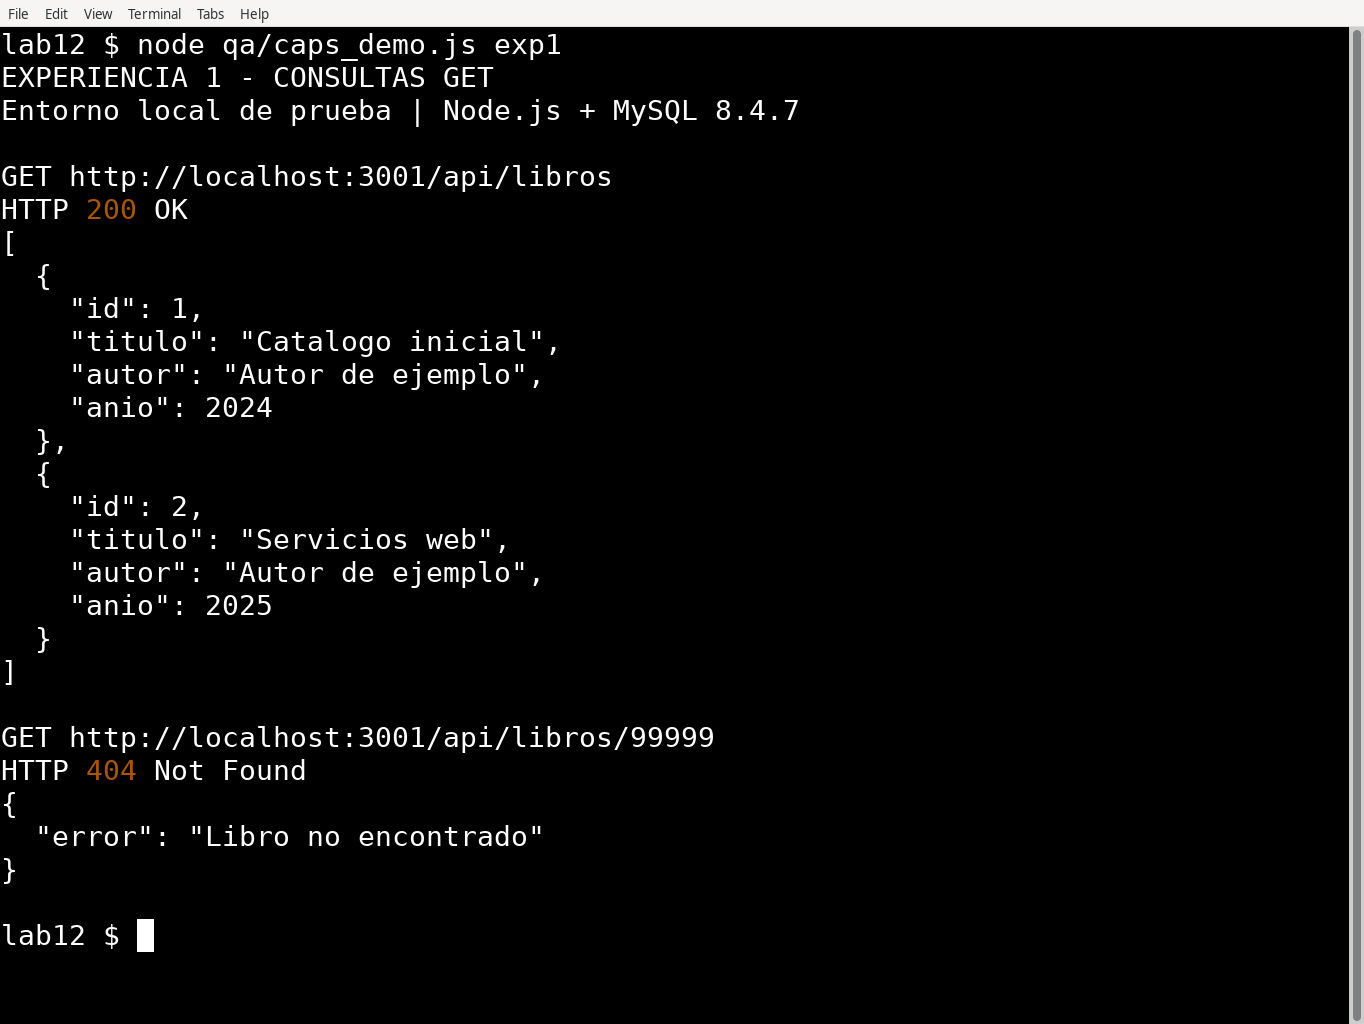 File Edit View Terminal Tabs Help
lab12 $ node qa/caps_demo.js exp1
EXPERIENCIA 1 - CONSULTAS GET
Entorno local de prueba | Node.js + MySQL 8.4.7

GET http://localhost:3001/api/libros
HTTP 200 OK
[
  {
    "id": 1,
    "titulo": "Catalogo inicial",
    "autor": "Autor de ejemplo",
    "anio": 2024
  },
  {
    "id": 2,
    "titulo": "Servicios web",
    "autor": "Autor de ejemplo",
    "anio": 2025
  }
]

GET http://localhost:3001/api/libros/99999
HTTP 404 Not Found
{
  "error": "Libro no encontrado"
}

lab12 $